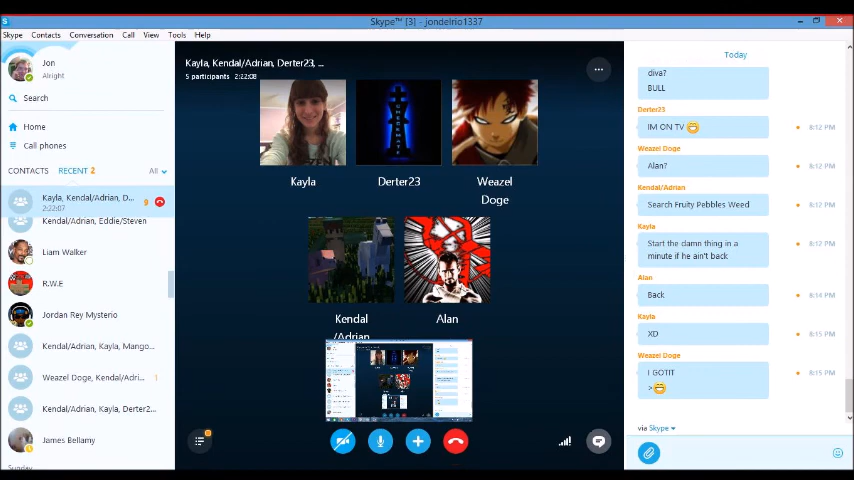 Skype™ [3] - jondelrio1337
Skype Contacts Conversation Call View Tools Help
Jon
Alright
Search
Home
Call phones
CONTACTS RECENT 2 All
Kayla, Kendal/Adrian, D...
2:22:07
9
Kendal/Adrian, Eddie/Steven
Liam Walker
R.W.E
Jordan Rey Mysterio
Kendal/Adrian, Kayla, Mango...
Weazel Doge, Kendal/Adri...
1
Kendal/Adrian, Kayla, Derter2...
James Bellamy
Sunday
Kayla, Kendal/Adrian, Derter23, ...
5 participants 2:22:08
CHECKMATE
Kayla
Derter23
Weazel
Doge
Kendal
/Adrian
Alan
Today
diva?
BULL
Derter23
IM ON TV
8:12 PM
Weazel Doge
Alan?
8:12 PM
Kendal/Adrian
Search Fruity Pebbles Weed
8:12 PM
Kayla
Start the damn thing in a
minute if he ain't back
8:12 PM
Alan
Back
8:14 PM
Kayla
XD
8:15 PM
Weazel Doge
I GOTIT
>
8:15 PM
via Skype